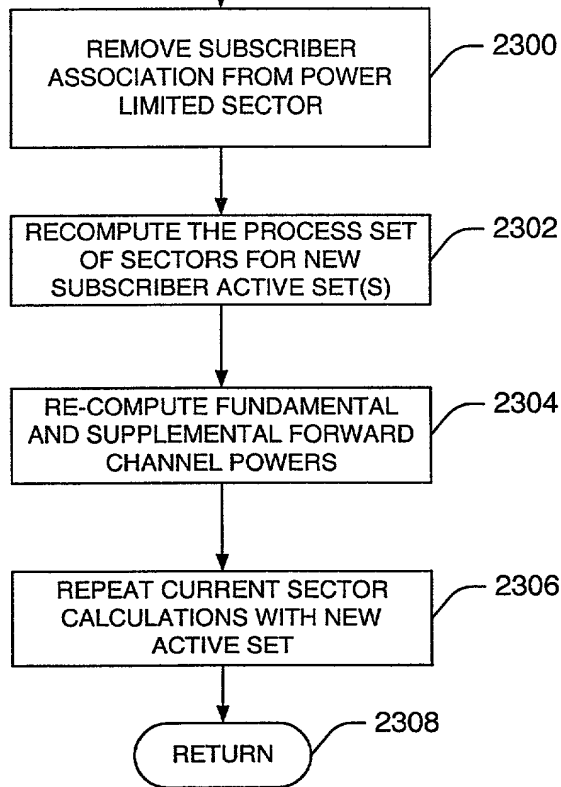 REMOVE SUBSCRIBER
ASSOCIATION FROM POWER
LIMITED SECTOR
2300
RECOMPUTE THE PROCESS SET
OF SECTORS FOR NEW
SUBSCRIBER ACTIVE SET(S)
2302
RE-COMPUTE FUNDAMENTAL
AND SUPPLEMENTAL FORWARD
CHANNEL POWERS
2304
REPEAT CURRENT SECTOR
CALCULATIONS WITH NEW
ACTIVE SET
2306
RETURN
2308